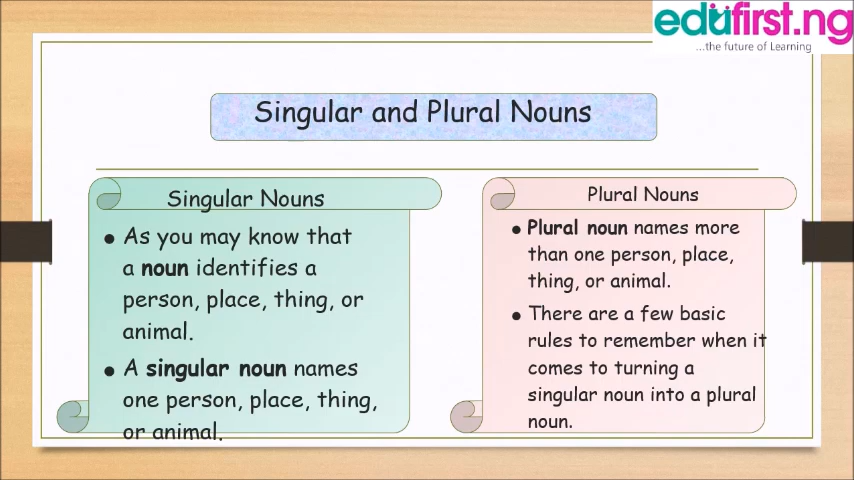 edufirst.ng
...the future of Learning
Singular and Plural Nouns
Singular Nouns
• As you may know that
a noun identifies a
person, place, thing, or
animal.
• A singular noun names
one person, place, thing,
or animal.
Plural Nouns
• Plural noun names more
than one person, place,
thing, or animal.
• There are a few basic
rules to remember when it
comes to turning a
singular noun into a plural
noun.